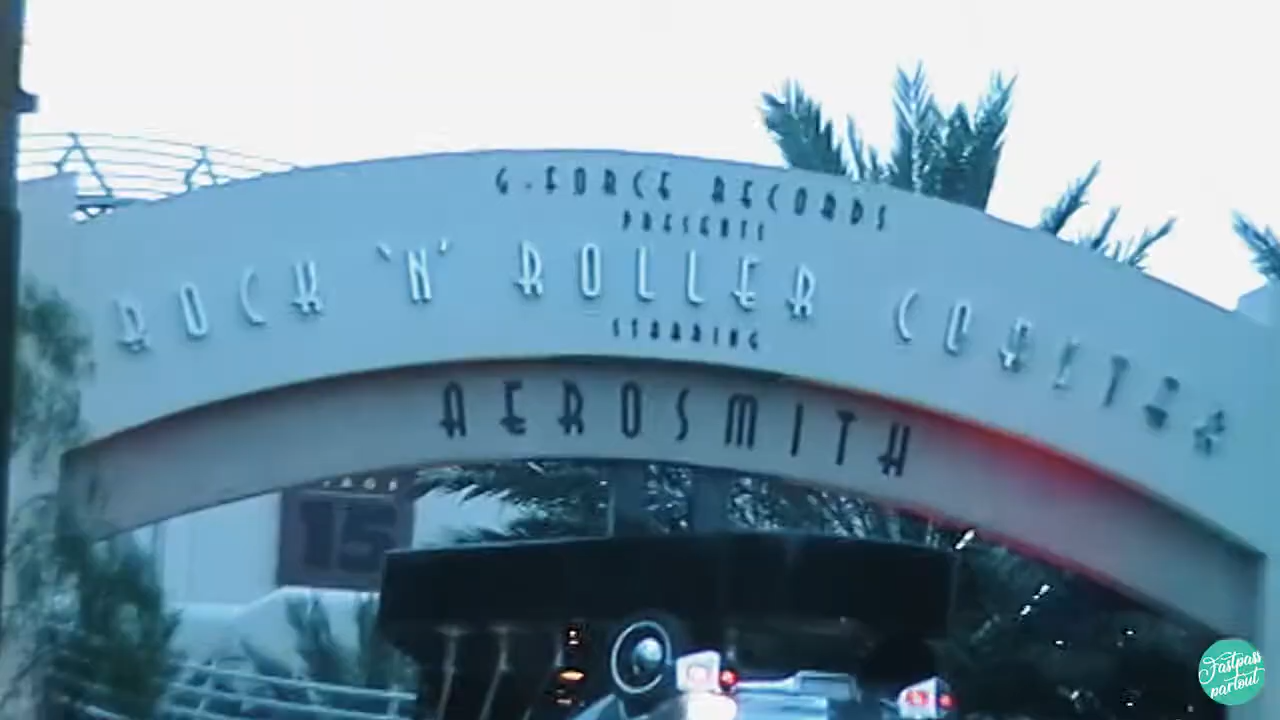 G-FORCE RECORDS
PRESENTS
ROCK 'N' ROLLER COASTER
STARRING
AEROSMITH
15
Fastpass
partout